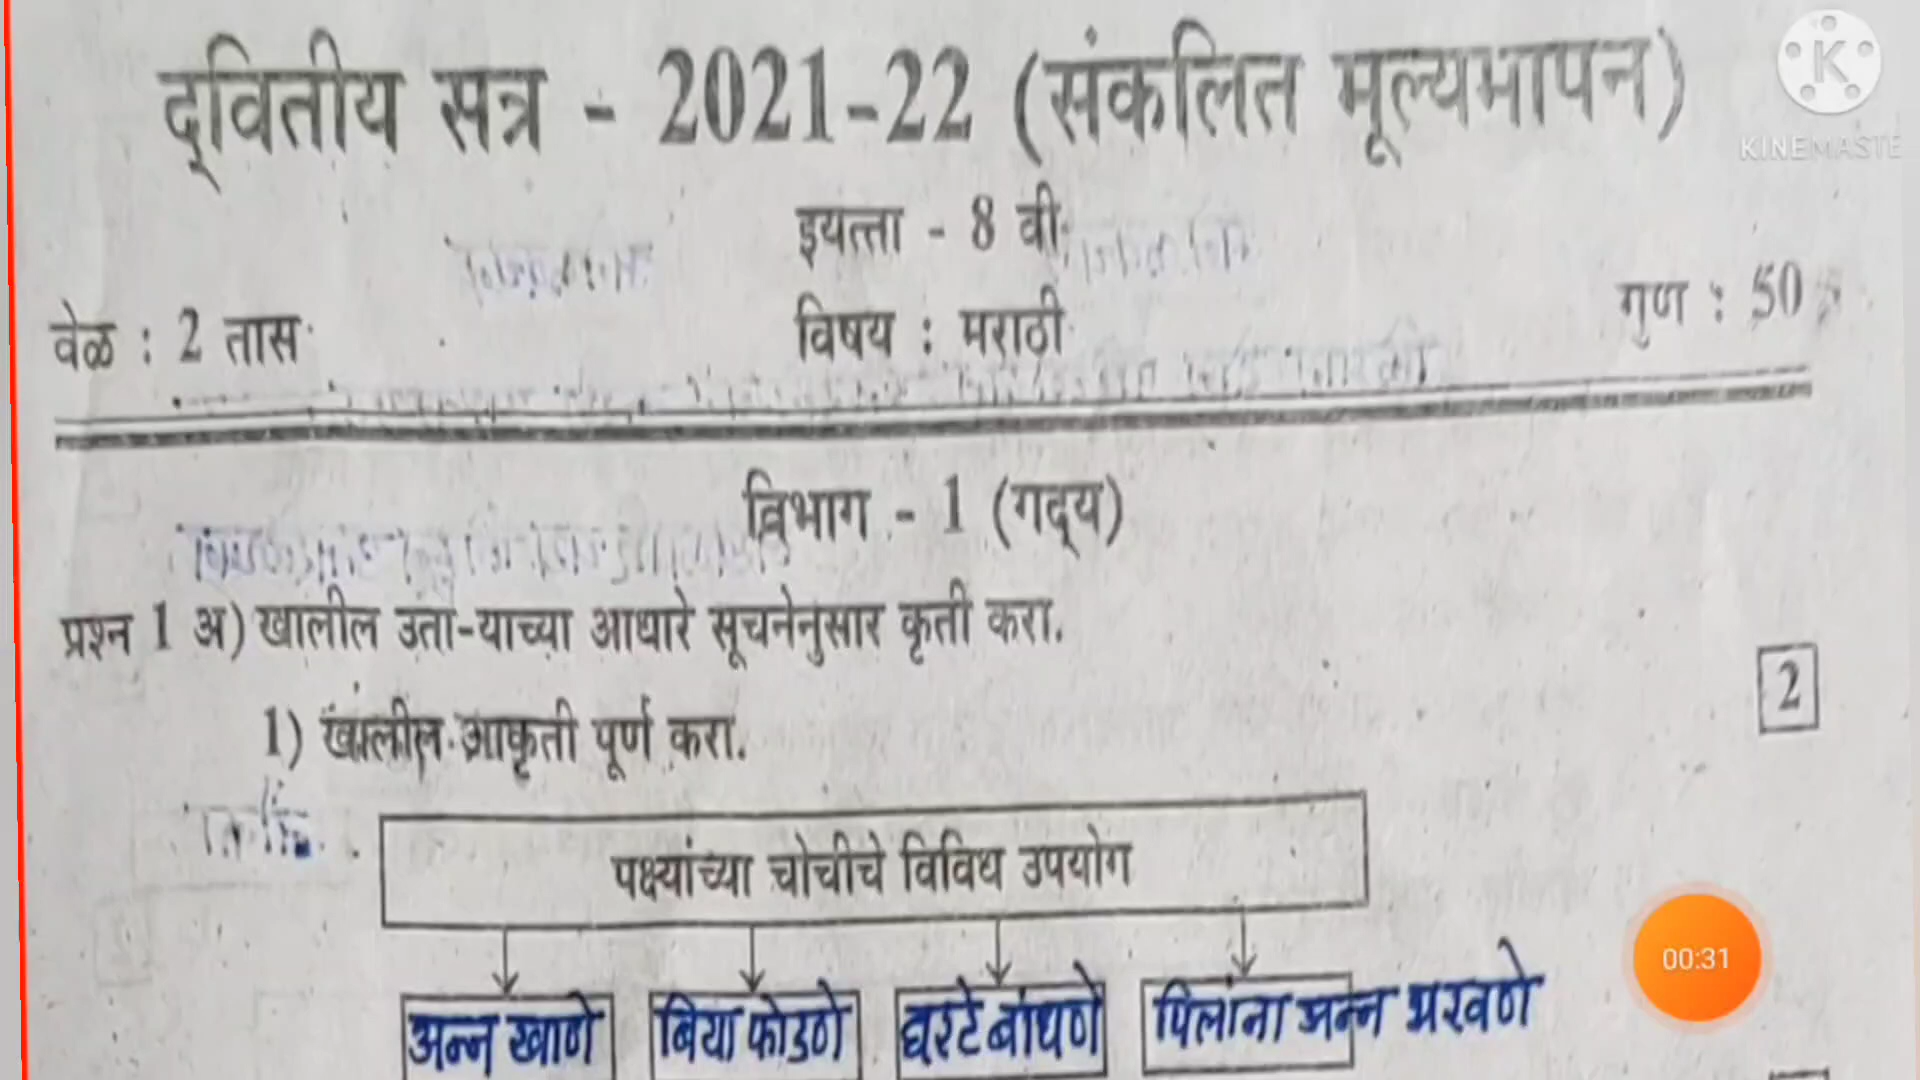 द्वितीय सत्र - 2021-22 (संकलित मूल्यमापन)
KINEMASTE
इयत्ता - 8 वी
वेळ : 2 तास
विषय : मराठी
गुण : 50
विभाग - 1 (गद्य)
प्रश्न 1 अ) खालील उता-याच्या आधारे सूचनेनुसार कृती करा.
1) खालील आकृती पूर्ण करा.
2
पक्ष्यांच्या चोचीचे विविध उपयोग
अन्न खाणे बिया फोडणे घरटे बांधणे पिलांना अन्न भरवणे
00:31